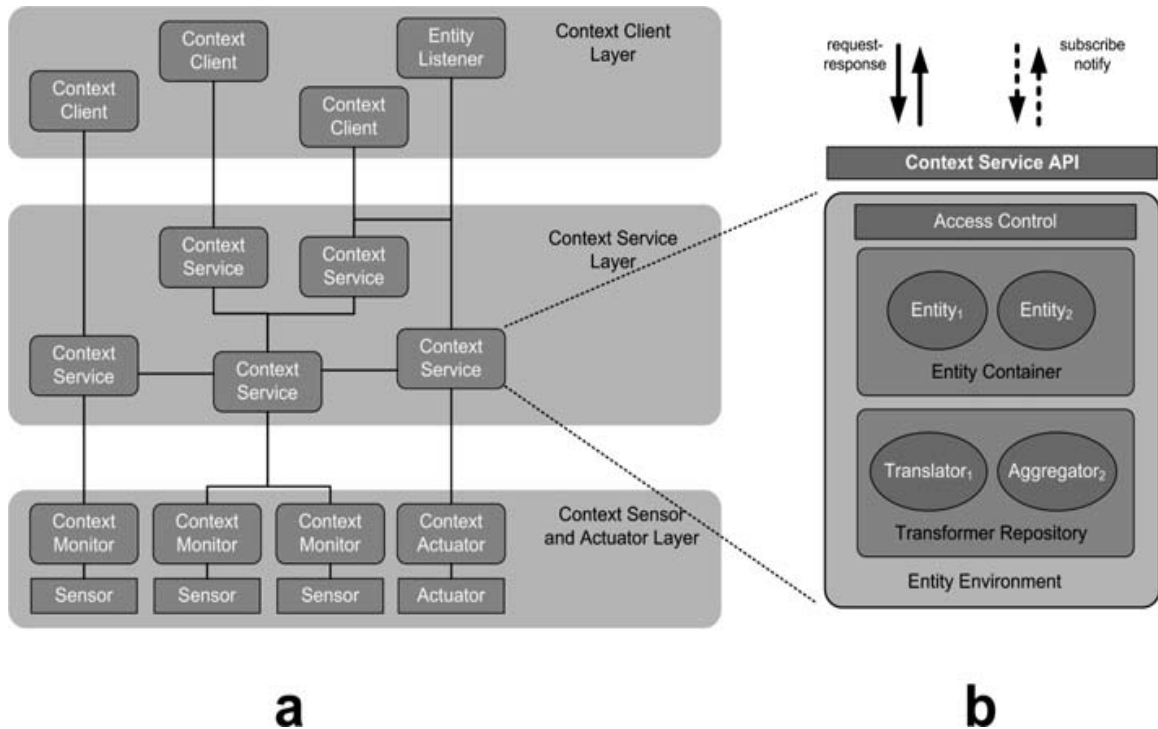 Context
Client
Context
Client
Entity
Listener
Context
Client
Context Client
Layer
Context
Service
Context
Service
Context Service
Layer
Context
Service
Context
Service
Context
Service
Context
Monitor
Context
Monitor
Context
Monitor
Context
Actuator
Context Sensor
and Actuator Layer
Sensor
Sensor
Sensor
Actuator
a
request-
response
subscribe
notify
Context Service API
Access Control
Entity1
Entity2
Entity Container
Translator1
Aggregator2
Transformer Repository
Entity Environment
b